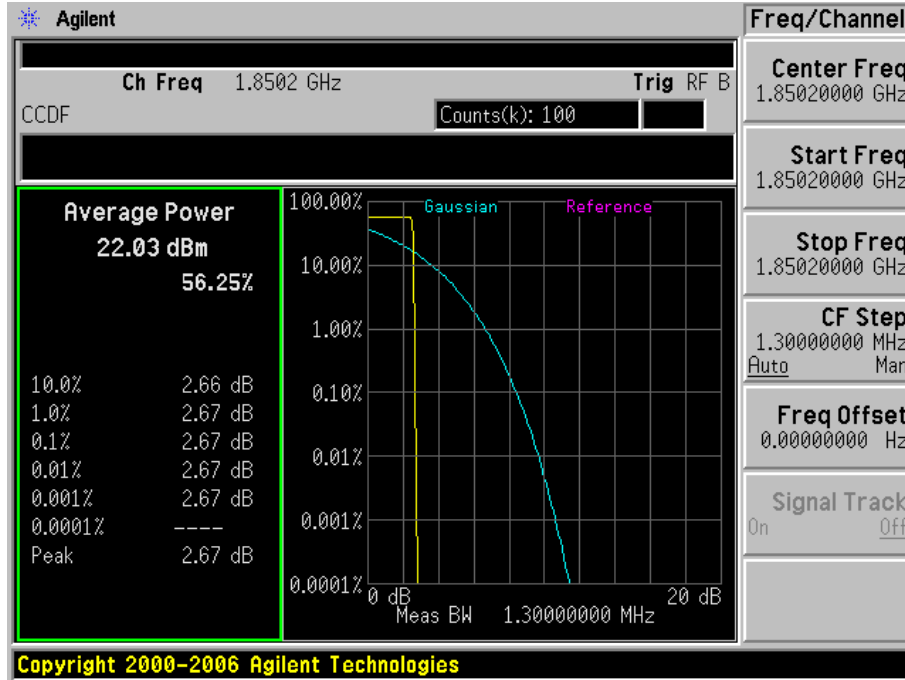 Agilent
Freq/Channel
Ch Freq 1.8502 GHz Trig RF B
CCDF Counts(k): 100
Average Power
22.03 dBm
56.25%
10.0% 2.66 dB
1.0% 2.67 dB
0.1% 2.67 dB
0.01% 2.67 dB
0.001% 2.67 dB
0.0001% ----
Peak 2.67 dB
Gaussian Reference
100.00%
10.00%
1.00%
0.10%
0.01%
0.001%
0.0001%
0 dB 20 dB
Meas BW 1.30000000 MHz
Center Freq
1.85020000 GHz
Start Freq
1.85020000 GHz
Stop Freq
1.85020000 GHz
CF Step
1.30000000 MHz
Auto Man
Freq Offset
0.00000000 Hz
Signal Track
On Off
Copyright 2000-2006 Agilent Technologies